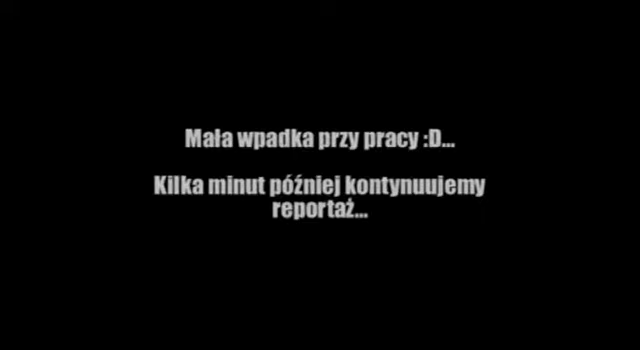 Mała wpadka przy pracy :D...
Kilka minut później kontynuujemy
reportaż...